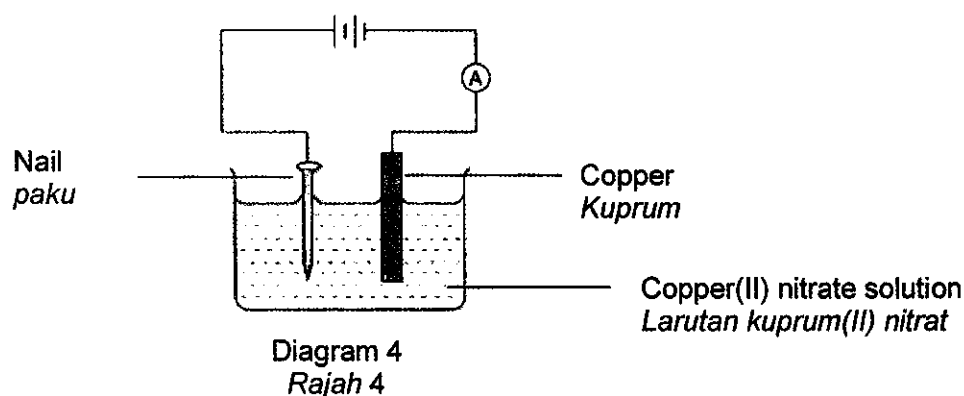 A
Nail
paku
Copper
Kuprum
Copper(II) nitrate solution
Larutan kuprum(II) nitrat
Diagram 4
Rajah 4